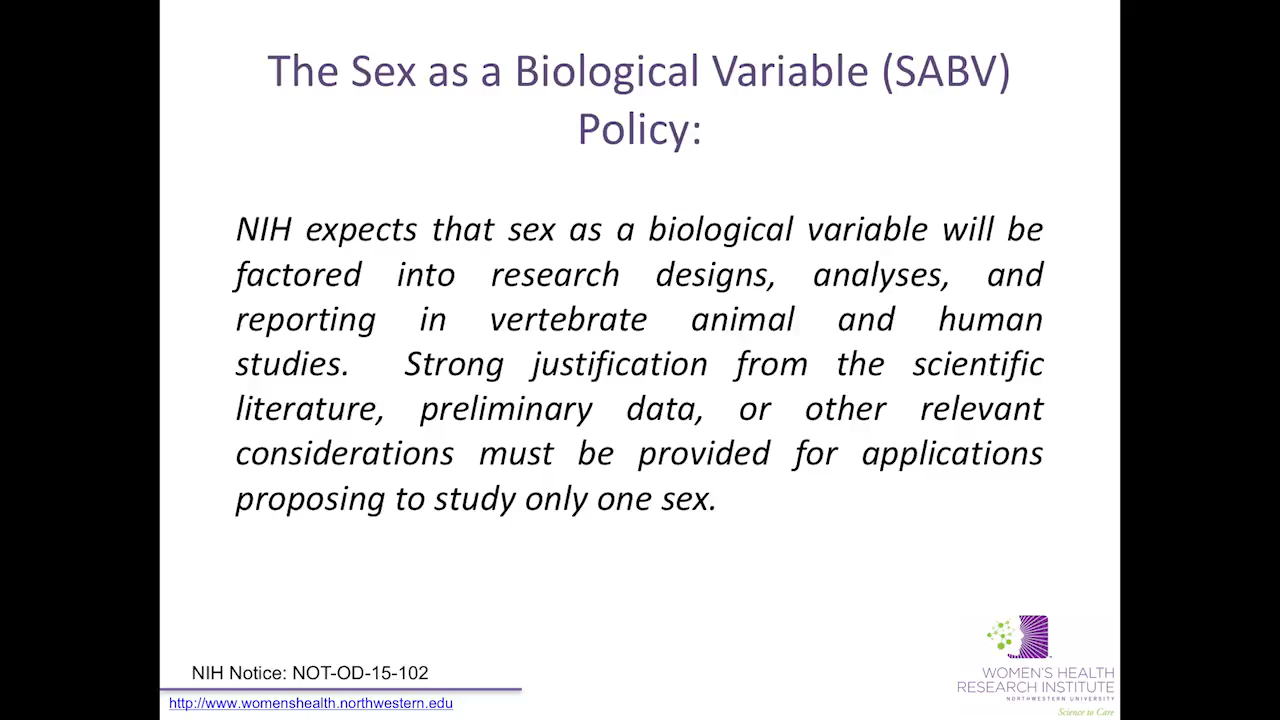 The Sex as a Biological Variable (SABV)
Policy:
NIH expects that sex as a biological variable will be
factored into research designs, analyses, and
reporting in vertebrate animal and human
studies. Strong justification from the scientific
literature, preliminary data, or other relevant
considerations must be provided for applications
proposing to study only one sex.
NIH Notice: NOT-OD-15-102
http://www.womenshealth.northwestern.edu
WOMEN'S HEALTH
RESEARCH INSTITUTE
NORTHWESTERN UNIVERSITY
Science to Care